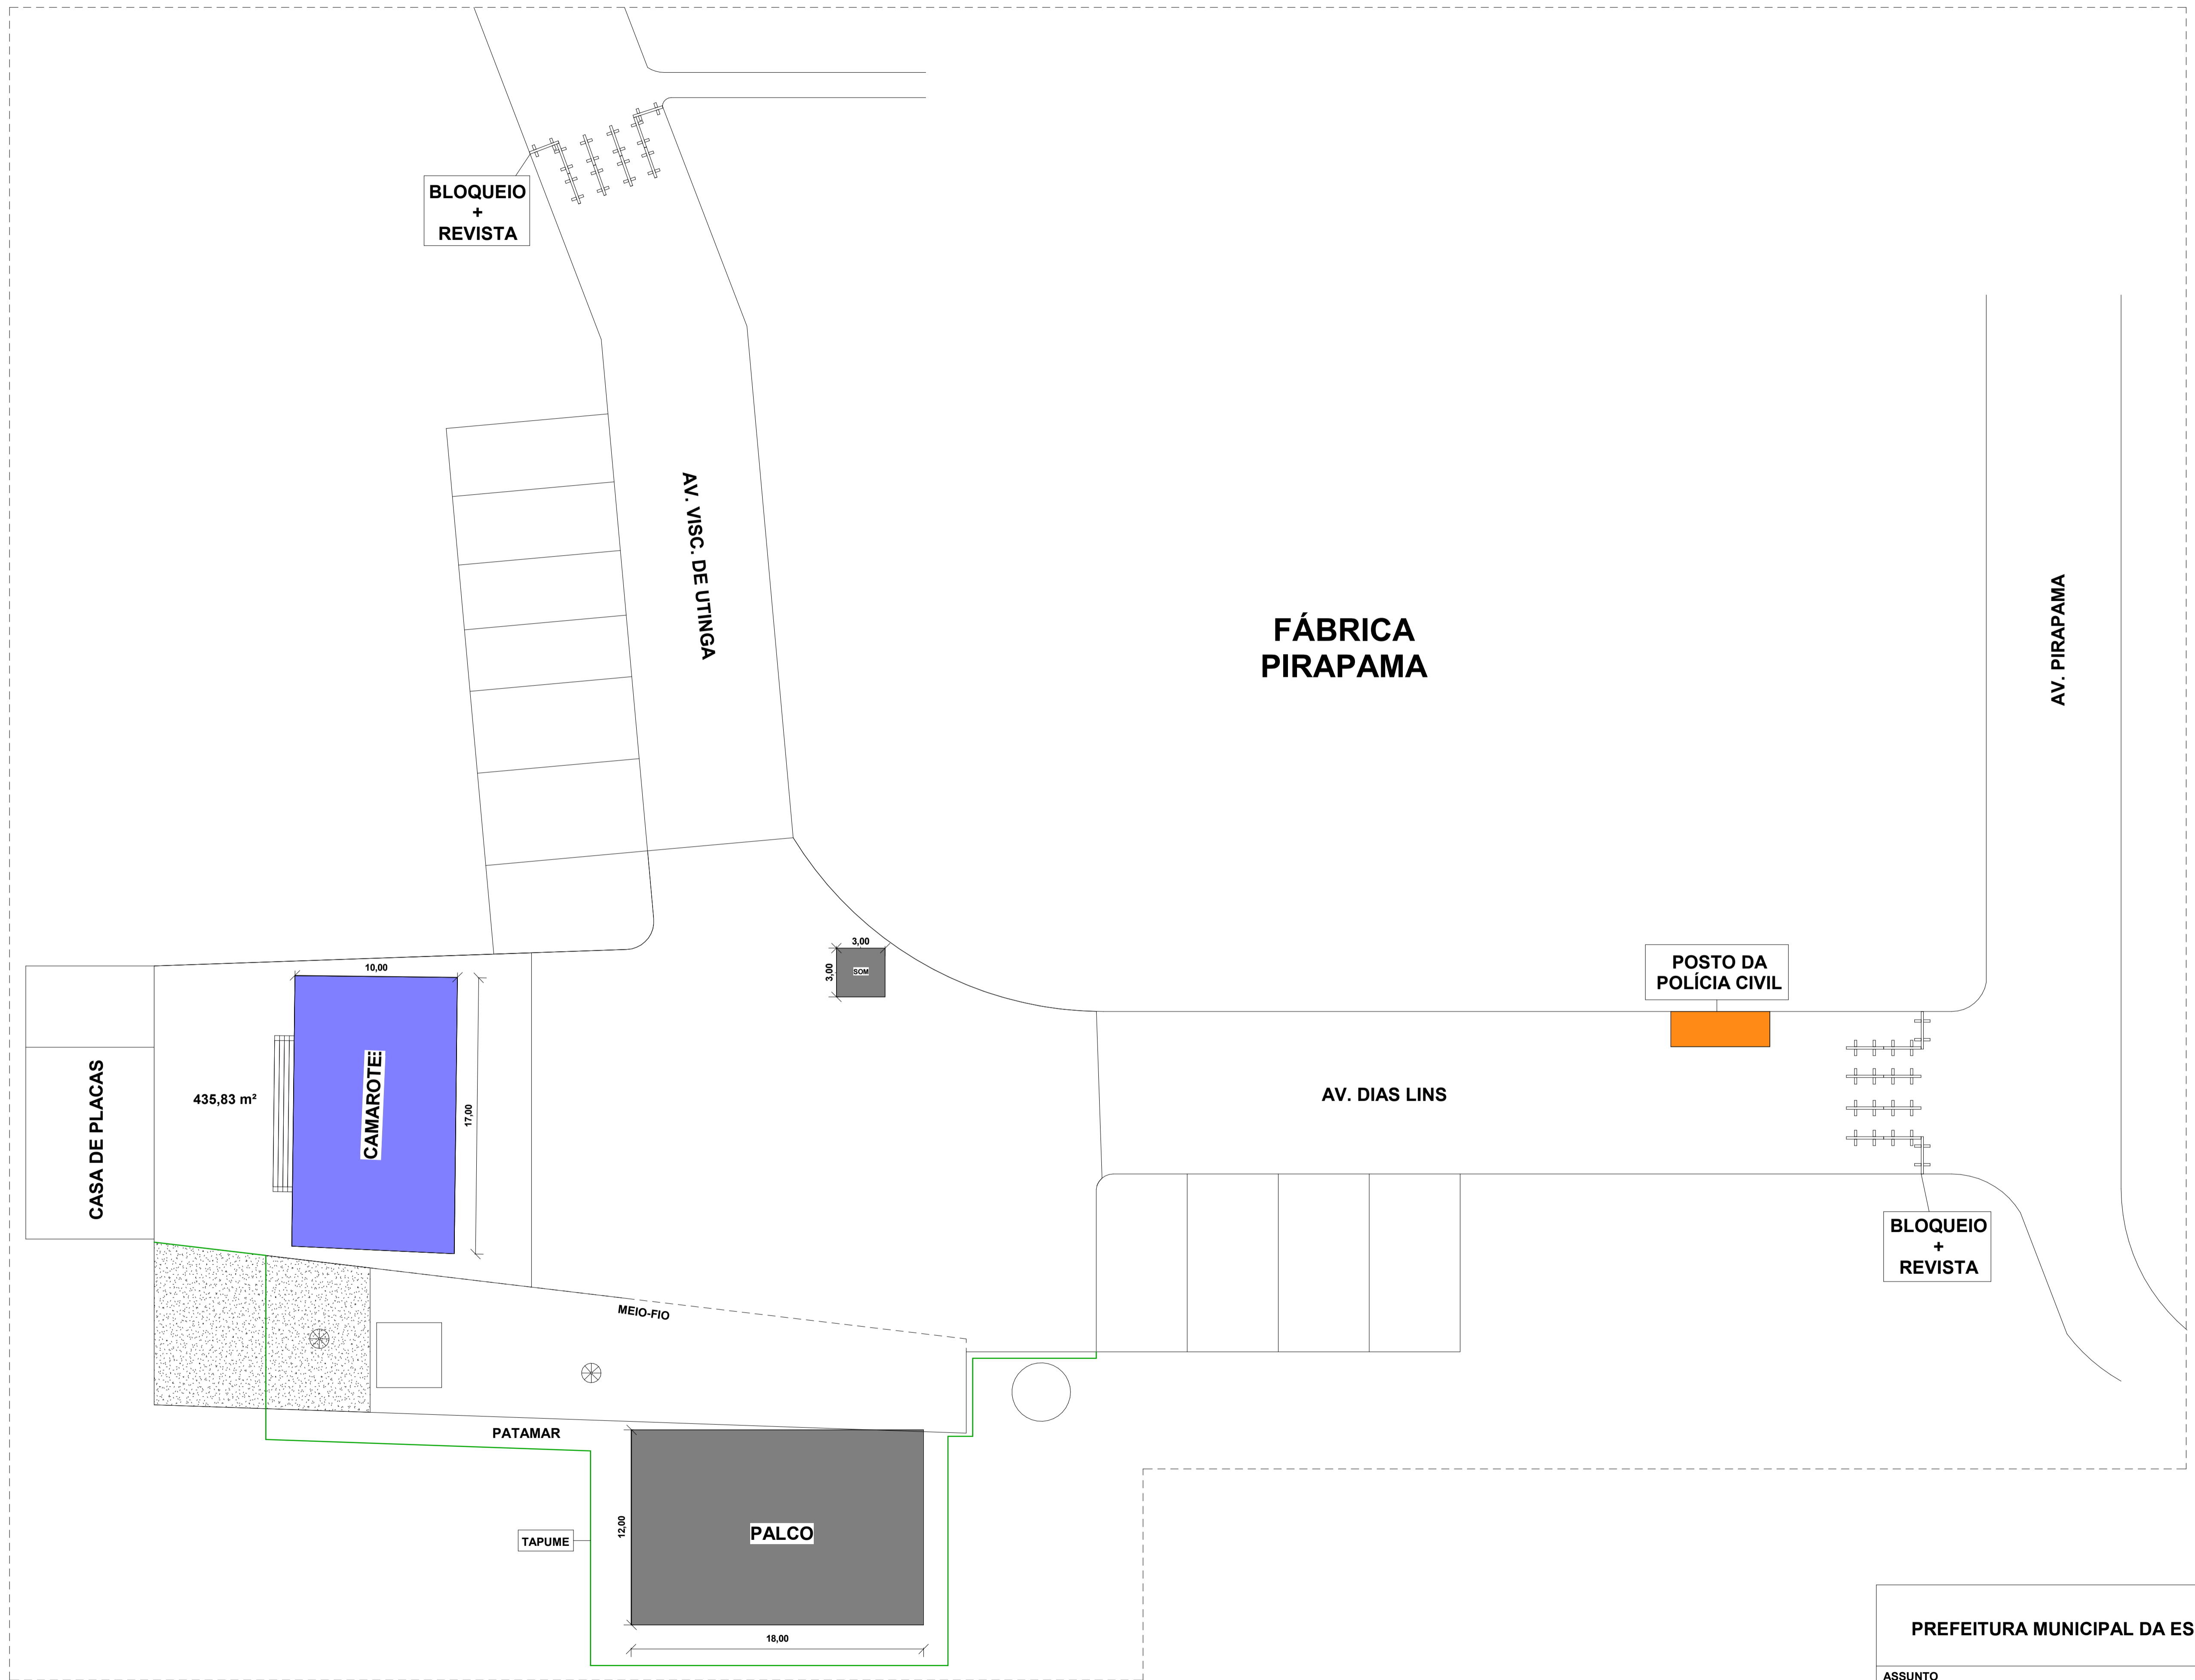 BLOQUEIO
+
REVISTA
AV. VISC. DE UTINGA
FÁBRICA
PIRAPAMA
AV. PIRAPAMA
3,00
3,00
SOM
POSTO DA
POLÍCIA CIVIL
10,00
17,00
CAMAROTE:
435,83 m²
CASA DE PLACAS
AV. DIAS LINS
BLOQUEIO
+
REVISTA
MEIO-FIO
PATAMAR
12,00
PALCO
TAPUME
18,00
PREFEITURA MUNICIPAL DA ES
ASSUNTO